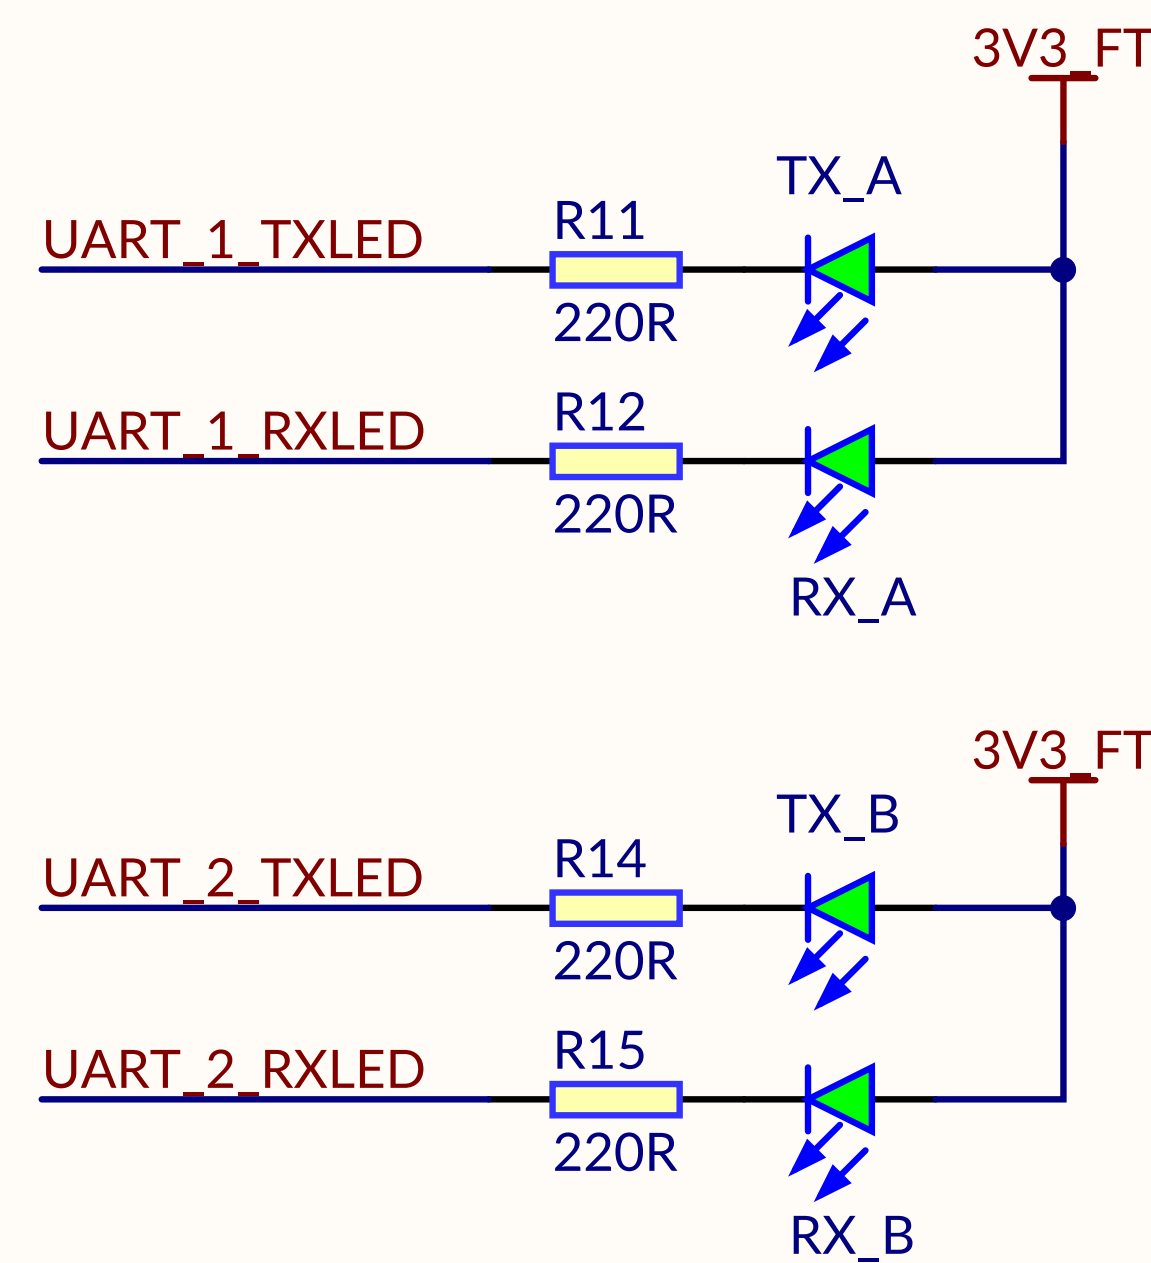 3V3_FT
TX_A
R11
UART_1_TXLED
220R
R12
UART_1_RXLED
220R
RX_A
3V3_FT
TX_B
R14
UART_2_TXLED
220R
R15
UART_2_RXLED
220R
RX_B